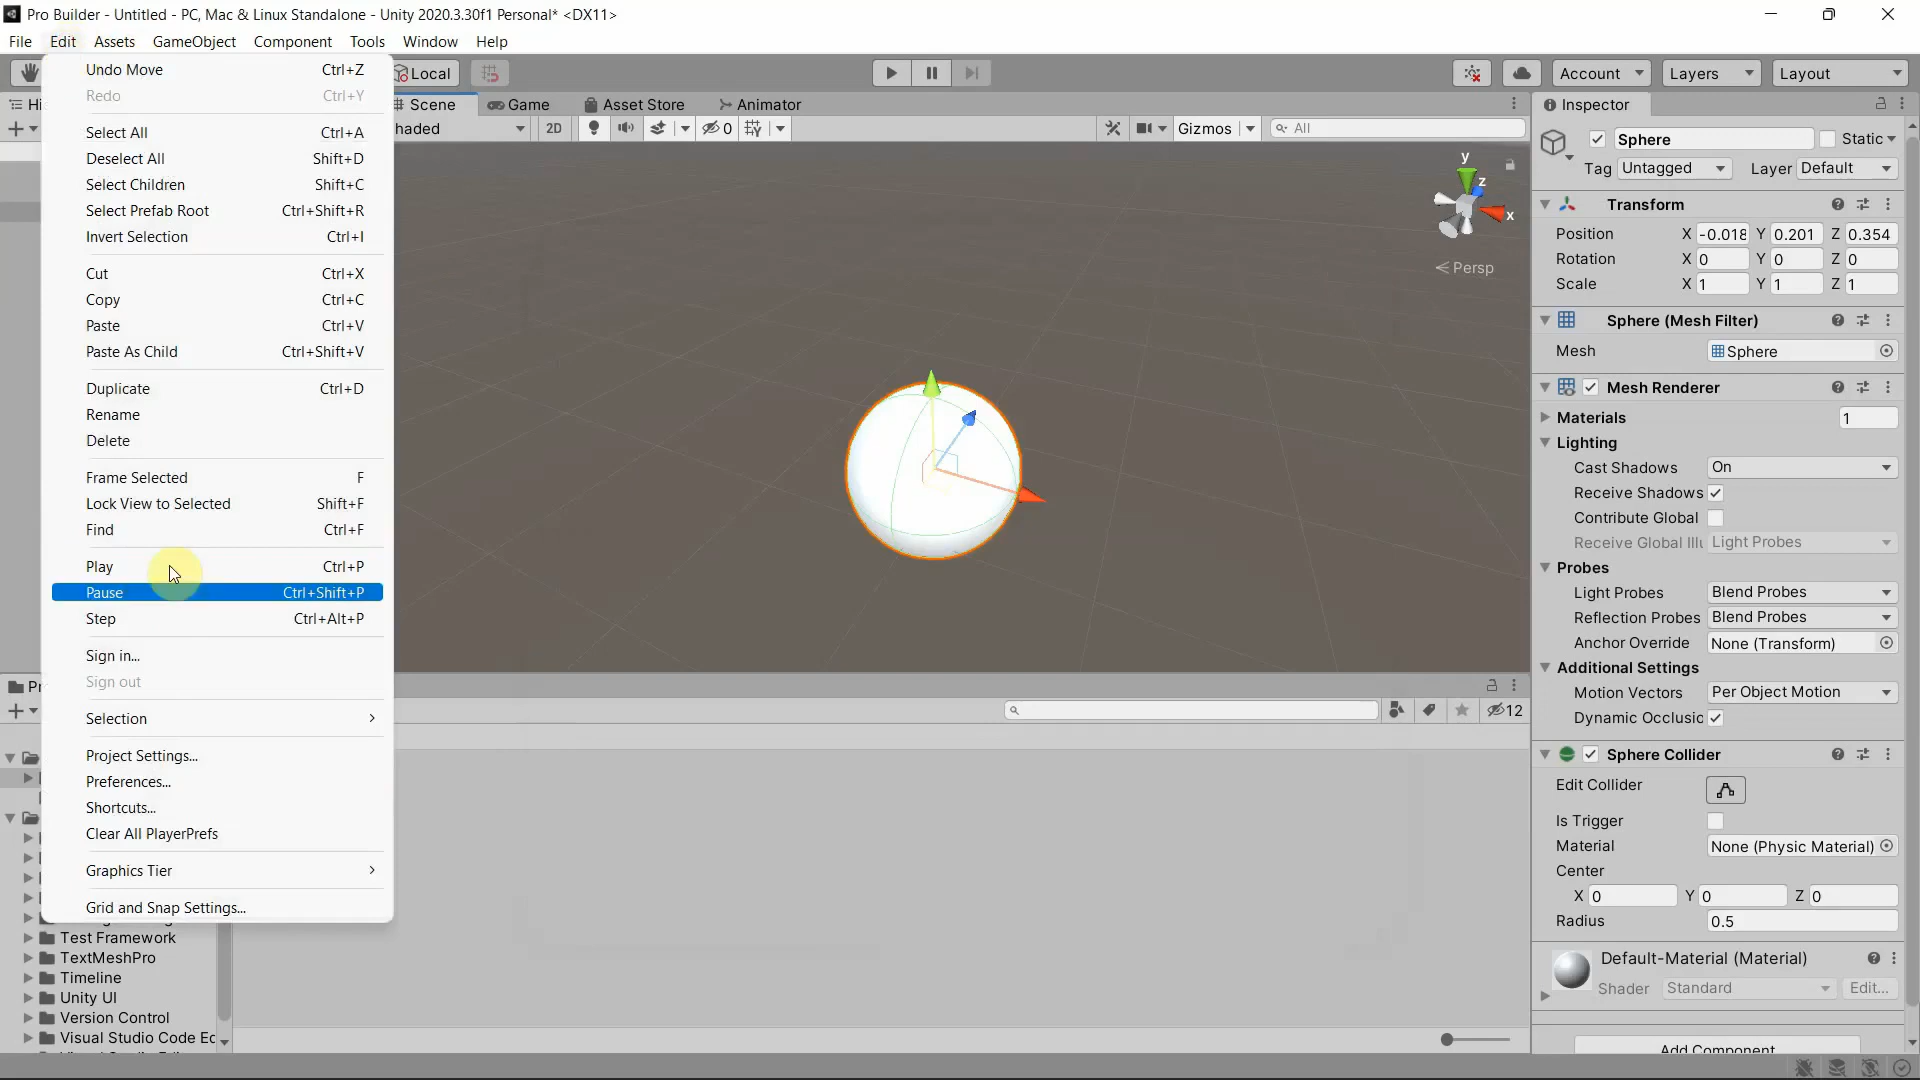 Pro Builder - Untitled - PC, Mac & Linux Standalone - Unity 2020.3.30f1 Personal* <DX11>
File Edit Assets GameObject Component Tools Window Help
Local Account Layers Layout
Scene Game Asset Store Animator Inspector
haded 2D 0 Gizmos All
Undo Move Ctrl+Z
Redo Ctrl+Y
Select All Ctrl+A
Deselect All Shift+D
Select Children Shift+C
Select Prefab Root Ctrl+Shift+R
Invert Selection Ctrl+I
Cut Ctrl+X
Copy Ctrl+C
Paste Ctrl+V
Paste As Child Ctrl+Shift+V
Duplicate Ctrl+D
Rename
Delete
Frame Selected F
Lock View to Selected Shift+F
Find Ctrl+F
Play Ctrl+P
Pause Ctrl+Shift+P
Step Ctrl+Alt+P
Sign in...
Sign out
Selection
Project Settings...
Preferences...
Shortcuts...
Clear All PlayerPrefs
Graphics Tier
Grid and Snap Settings...
Test Framework
TextMeshPro
Timeline
Unity UI
Version Control
Visual Studio Code Ec
y
z
x
Persp
12
Sphere Static
Tag Untagged Layer Default
Transform
Position X -0.018 Y 0.201 Z 0.354
Rotation X 0 Y 0 Z 0
Scale X 1 Y 1 Z 1
Sphere (Mesh Filter)
Mesh Sphere
Mesh Renderer
Materials 1
Lighting
Cast Shadows On
Receive Shadows
Contribute Global
Receive Global Illu Light Probes
Probes
Light Probes Blend Probes
Reflection Probes Blend Probes
Anchor Override None (Transform)
Additional Settings
Motion Vectors Per Object Motion
Dynamic Occlusic
Sphere Collider
Edit Collider
Is Trigger
Material None (Physic Material)
Center
X 0 Y 0 Z 0
Radius 0.5
Default-Material (Material)
Shader Standard Edit...
Add Component